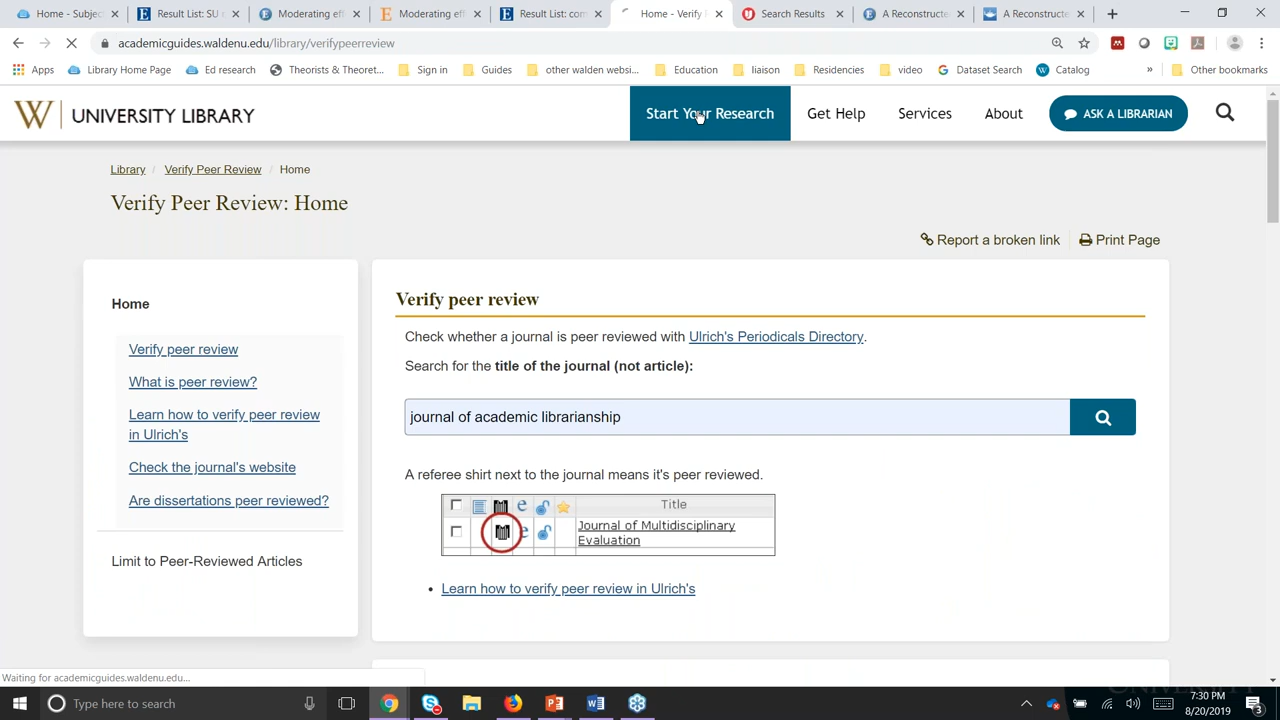 Home - Subjec
Result List: SU
Moderating eff
Moderating eff
Result List: con
Home - Verify
Search Results
A Reconstructe
A Reconstructe
academicguides.waldenu.edu/library/verifypeerreview
Apps
Library Home Page
Ed research
Theorists & Theoret...
Sign in
Guides
other walden websi...
Education
liaison
Residencies
video
Dataset Search
Catalog
»
Other bookmarks
W UNIVERSITY LIBRARY
Start Your Research
Get Help
Services
About
ASK A LIBRARIAN
Library / Verify Peer Review / Home
Verify Peer Review: Home
Report a broken link
Print Page
Home
Verify peer review
What is peer review?
Learn how to verify peer review
in Ulrich's
Check the journal's website
Are dissertations peer reviewed?
Limit to Peer-Reviewed Articles
Verify peer review
Check whether a journal is peer reviewed with Ulrich's Periodicals Directory.
Search for the title of the journal (not article):
journal of academic librarianship
A referee shirt next to the journal means it's peer reviewed.
Title
Journal of Multidisciplinary
Evaluation
• Learn how to verify peer review in Ulrich's
Waiting for academicguides.waldenu.edu...
Type here to search
7:30 PM
8/20/2019
3